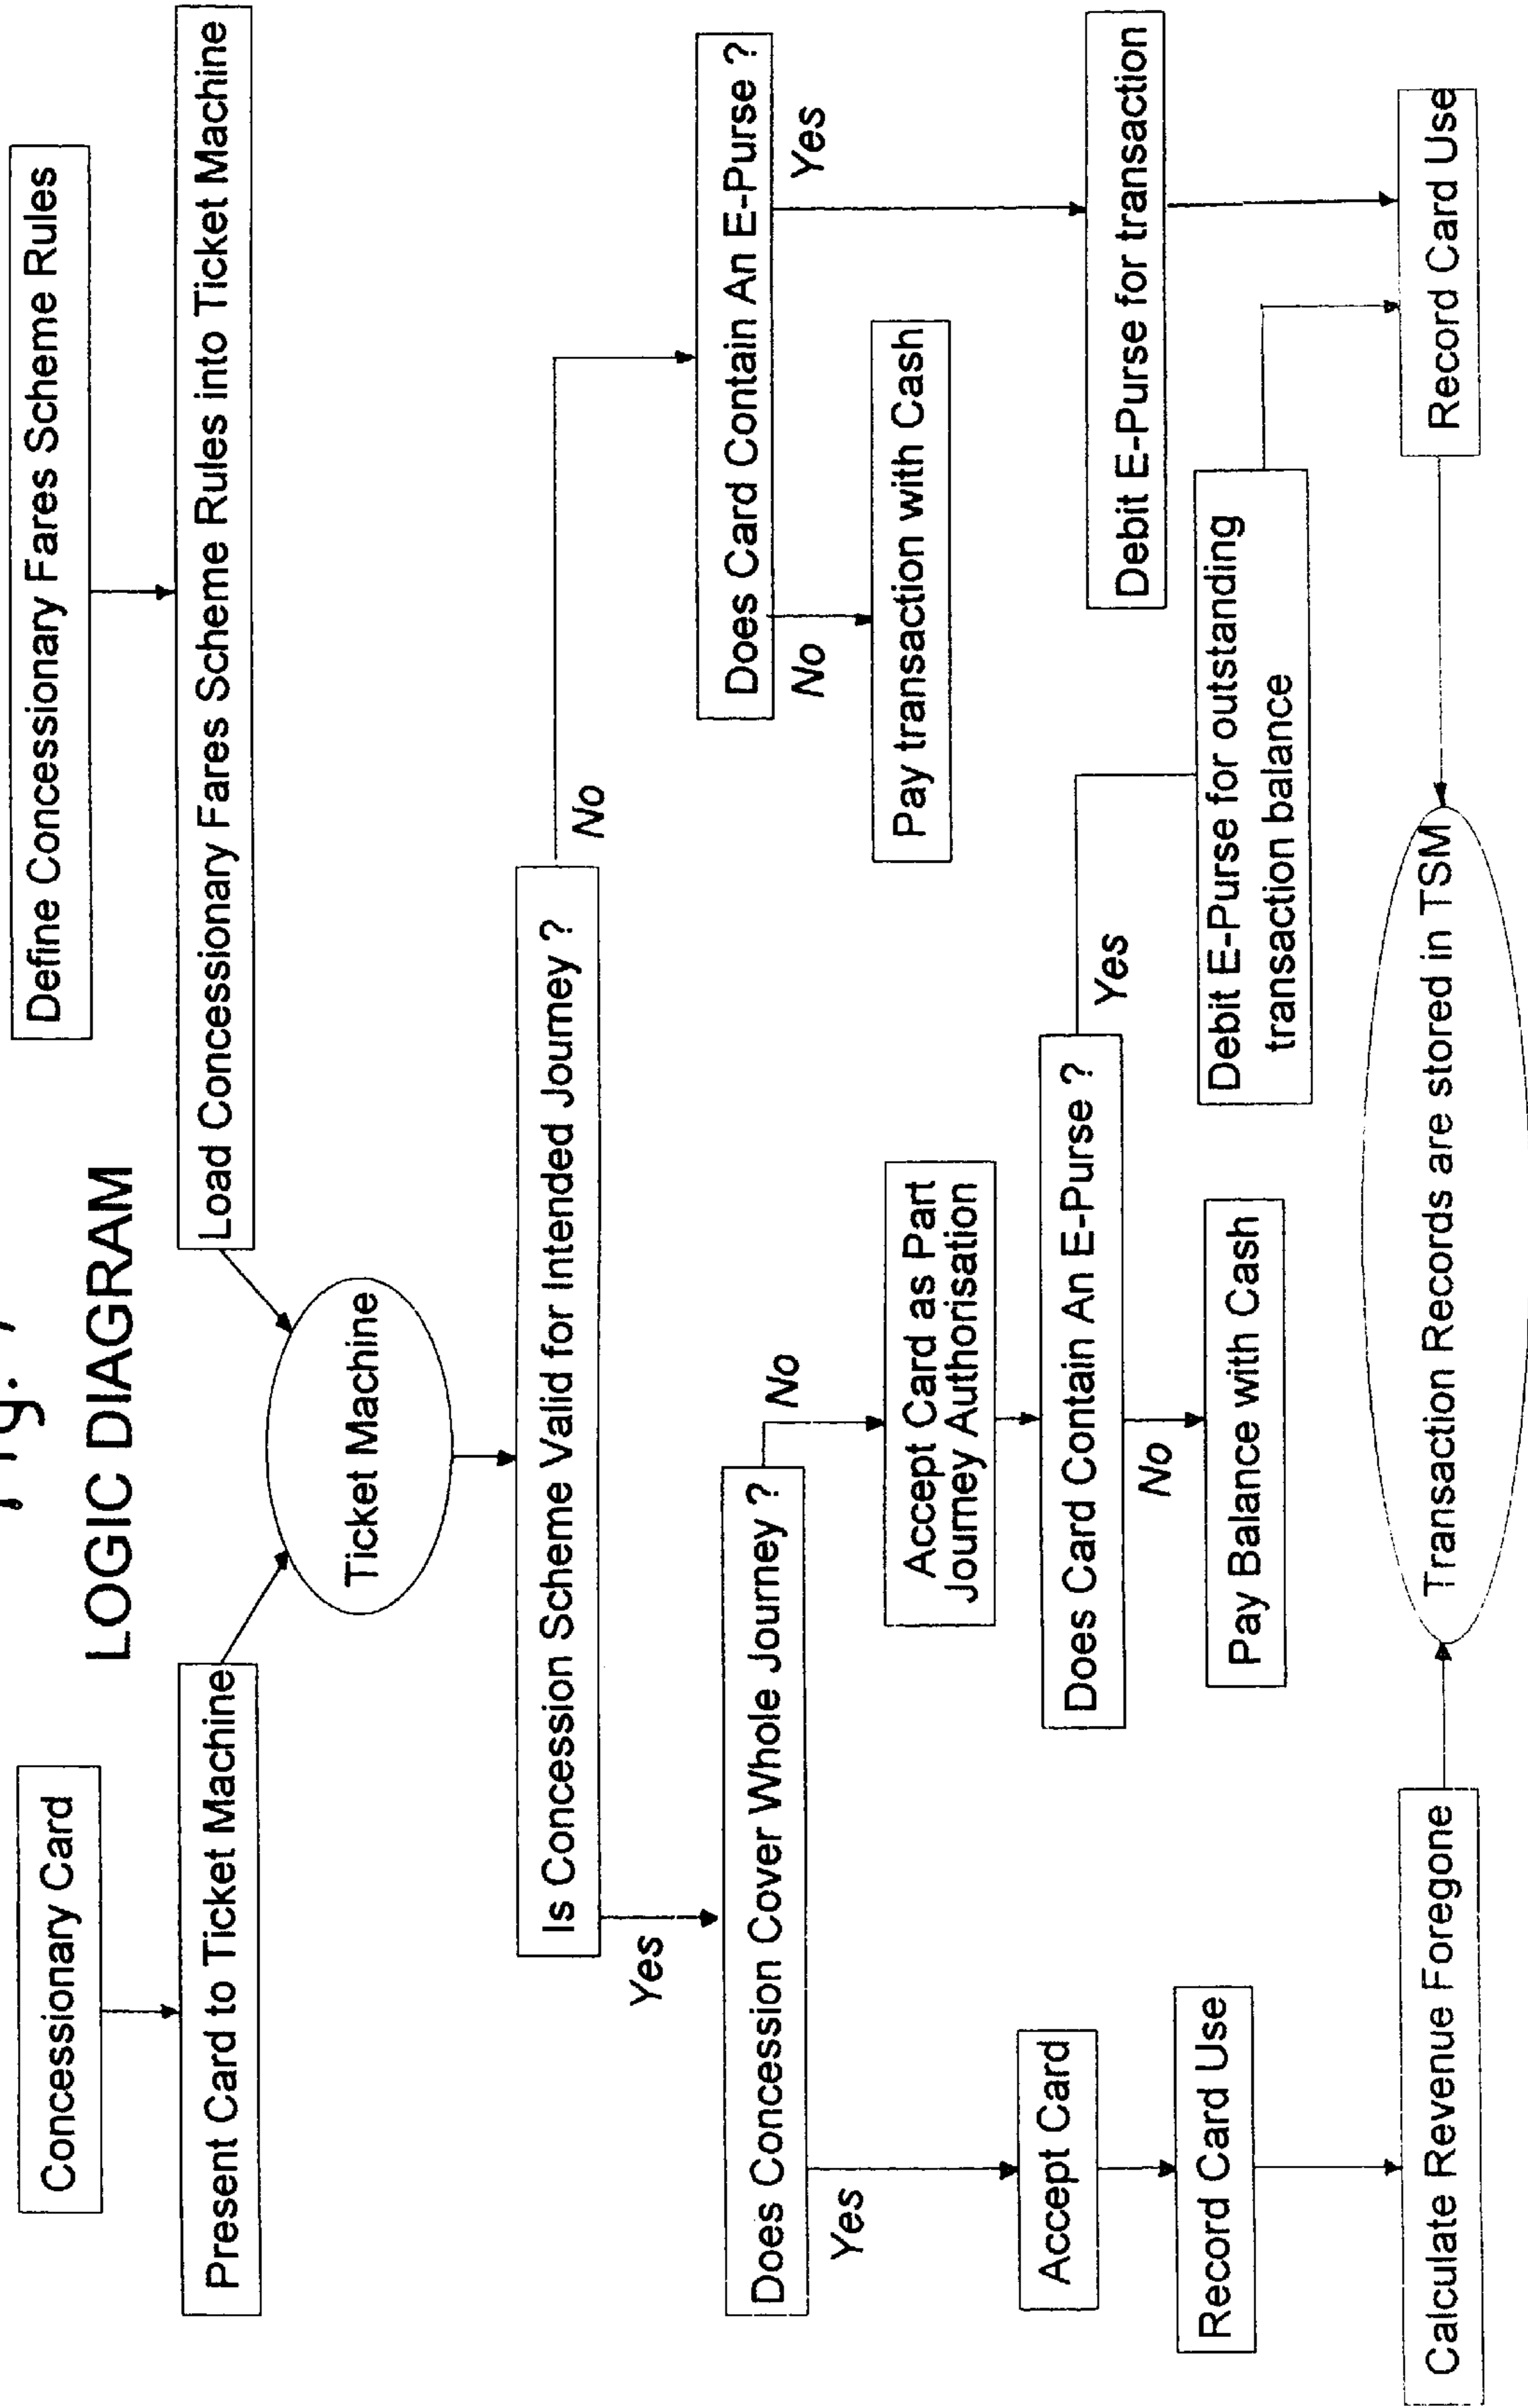 LOGIC DIAGRAM
Concessionary Card
Define Concessionary Fares Scheme Rules
Present Card to Ticket Machine
Load Concessionary Fares Scheme Rules into Ticket Machine
Ticket Machine
Is Concession Scheme Valid for Intended Journey ?
Yes
No
Does Concession Cover Whole Journey ?
Does Card Contain An E-Purse ?
Yes
No
No
Yes
Accept Card as Part
Journey Authorisation
Pay transaction with Cash
Accept Card
Does Card Contain An E-Purse ?
Debit E-Purse for transaction
No
Yes
Record Card Use
Pay Balance with Cash
Debit E-Purse for outstanding
transaction balance
Calculate Revenue Foregone
Transaction Records are stored in TSM
Record Card Use